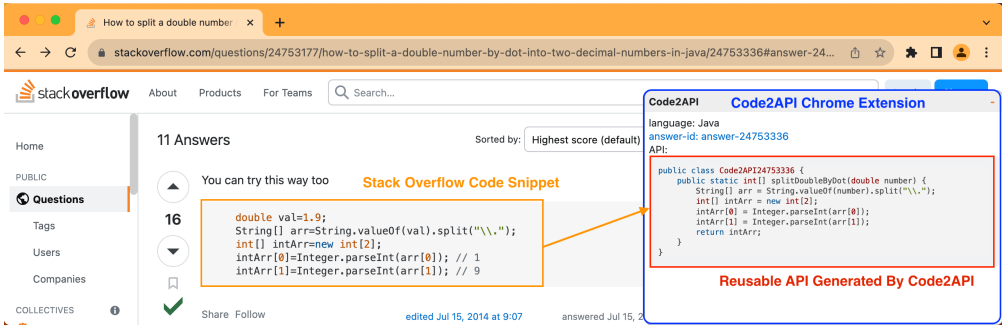 How to split a double number
stackoverflow.com/questions/24753177/how-to-split-a-double-number-by-dot-into-two-decimal-numbers-in-java/24753336#answer-24...
stackoverflow
About
Products
For Teams
Search...
Home
PUBLIC
Questions
Tags
Users
Companies
COLLECTIVES
11 Answers
Sorted by:
Highest score (default)
16
You can try this way too
Stack Overflow Code Snippet
double val=1.9;
String[] arr=String.valueOf(val).split("\\.");
int[] intArr=new int[2];
intArr[0]=Integer.parseInt(arr[0]); // 1
intArr[1]=Integer.parseInt(arr[1]); // 9
Share Follow
edited Jul 15, 2014 at 9:07
answered Jul 15, 2
Code2API
Code2API Chrome Extension
-
language: Java
answer-id: answer-24753336
API:
public class Code2API24753336 {
public static int[] splitDoubleByDot(double number) {
String[] arr = String.valueOf(number).split("\\.");
int[] intArr = new int[2];
intArr[0] = Integer.parseInt(arr[0]);
intArr[1] = Integer.parseInt(arr[1]);
return intArr;
}
}
Reusable API Generated By Code2API